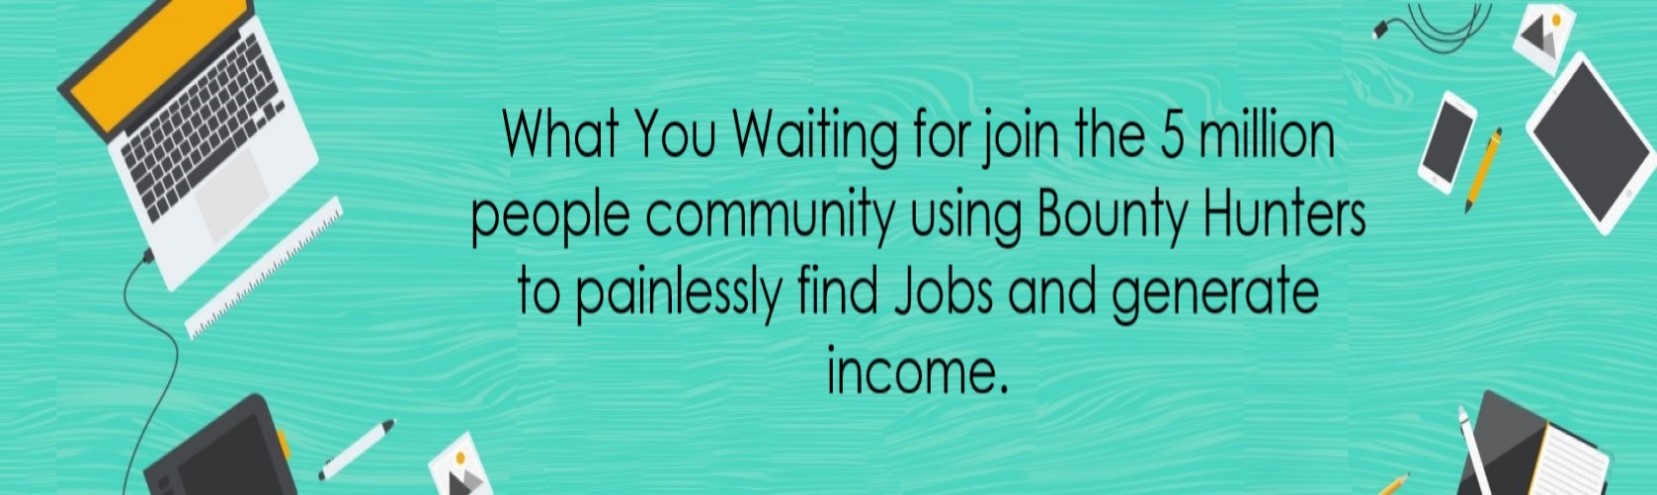 What You Waiting for join the 5 million
people community using Bounty Hunters
to painlessly find Jobs and generate
income.